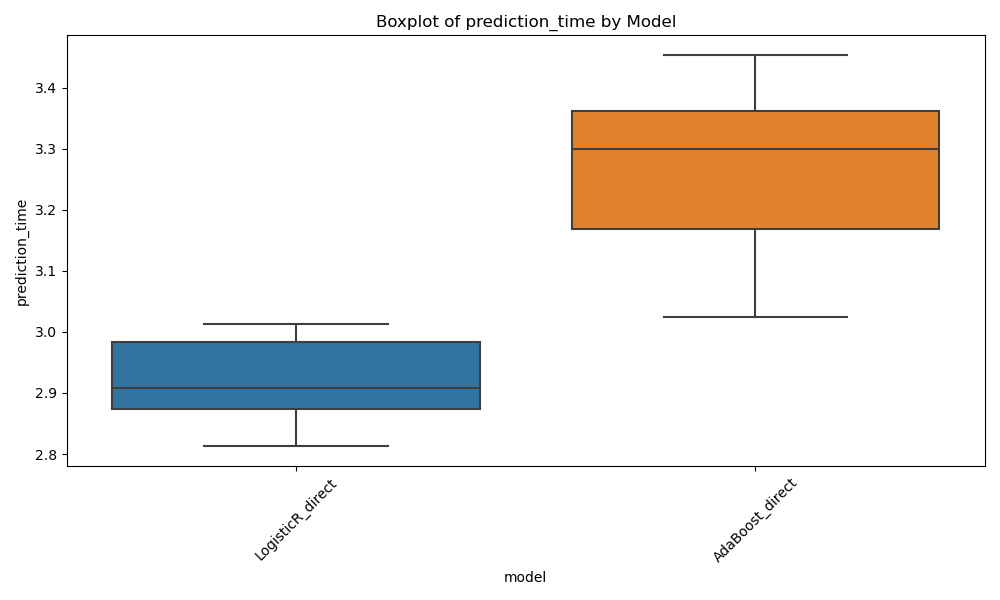 Boxplot of prediction_time by Model
prediction_time
3.4
3.3
3.2
3.1
3.0
2.9
2.8
LogisticR_direct
AdaBoost_direct
model